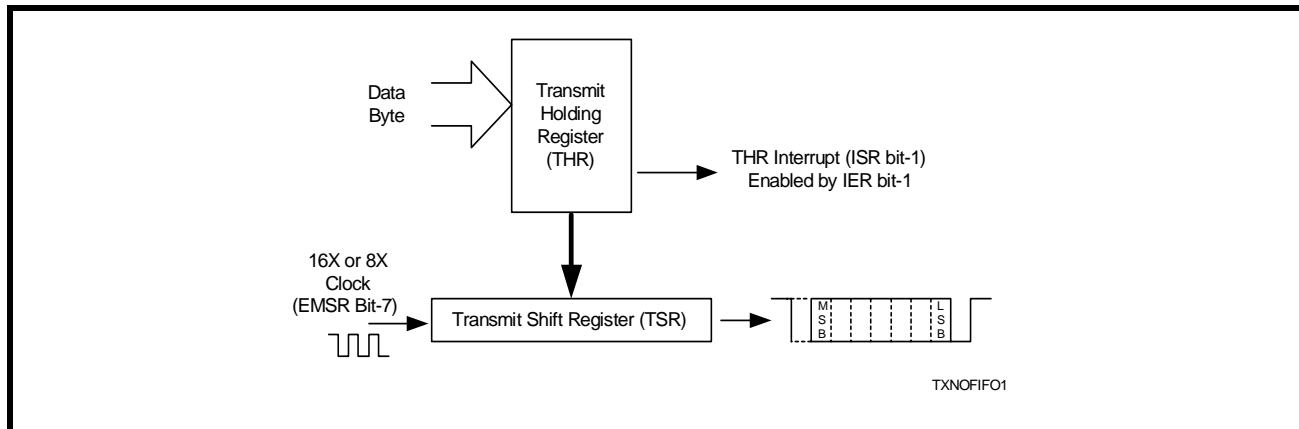 Data
Byte
Transmit
Holding
Register
(THR)
THR Interrupt (ISR bit-1)
Enabled by IER bit-1
16X or 8X
Clock
(EMSR Bit-7)
Transmit Shift Register (TSR)
M
S
B
L
S
B
TXNOFIFO1